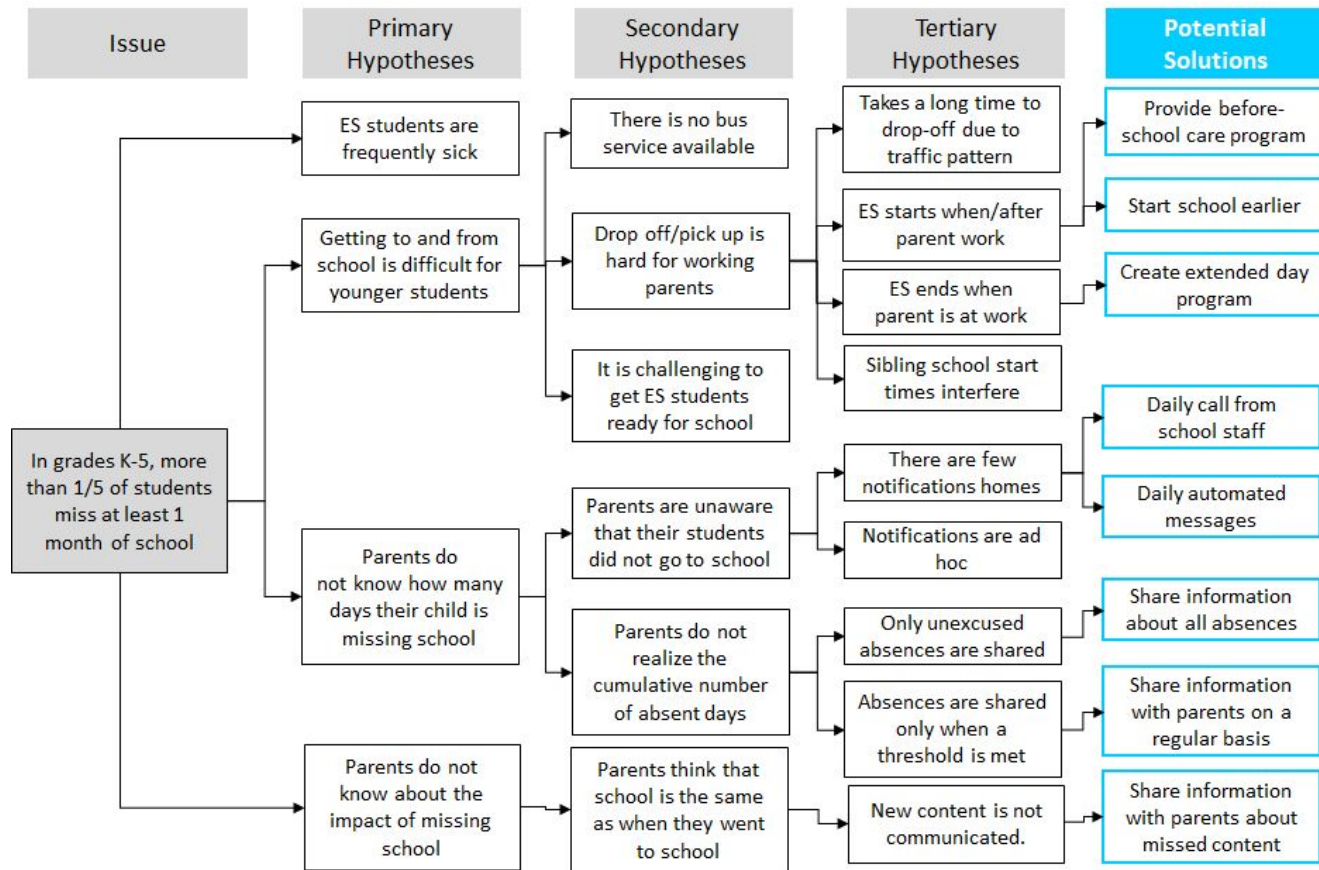 Issue
Primary
Hypotheses
Secondary
Hypotheses
Tertiary
Hypotheses
Potential
Solutions
In grades K-5, more
than 1/5 of students
miss at least 1
month of school
ES students are
frequently sick
Getting to and from
school is difficult for
younger students
Parents do
not know how many
days their child is
missing school
Parents do not
know about the
impact of missing
school
There is no bus
service available
Drop off/pick up is
hard for working
parents
It is challenging to
get ES students
ready for school
Parents are unaware
that their students
did not go to school
Parents do not
realize the
cumulative number
of absent days
Parents think that
school is the same
as when they went
to school
Takes a long time to
drop-off due to
traffic pattern
ES starts when/after
parent work
ES ends when
parent is at work
Sibling school start
times interfere
There are few
notifications homes
Notifications are ad
hoc
Only unexcused
absences are shared
Absences are shared
only when a
threshold is met
New content is not
communicated.
Provide before-
school care program
Start school earlier
Create extended day
program
Daily call from
school staff
Daily automated
messages
Share information
about all absences
Share information
with parents on a
regular basis
Share information
with parents about
missed content